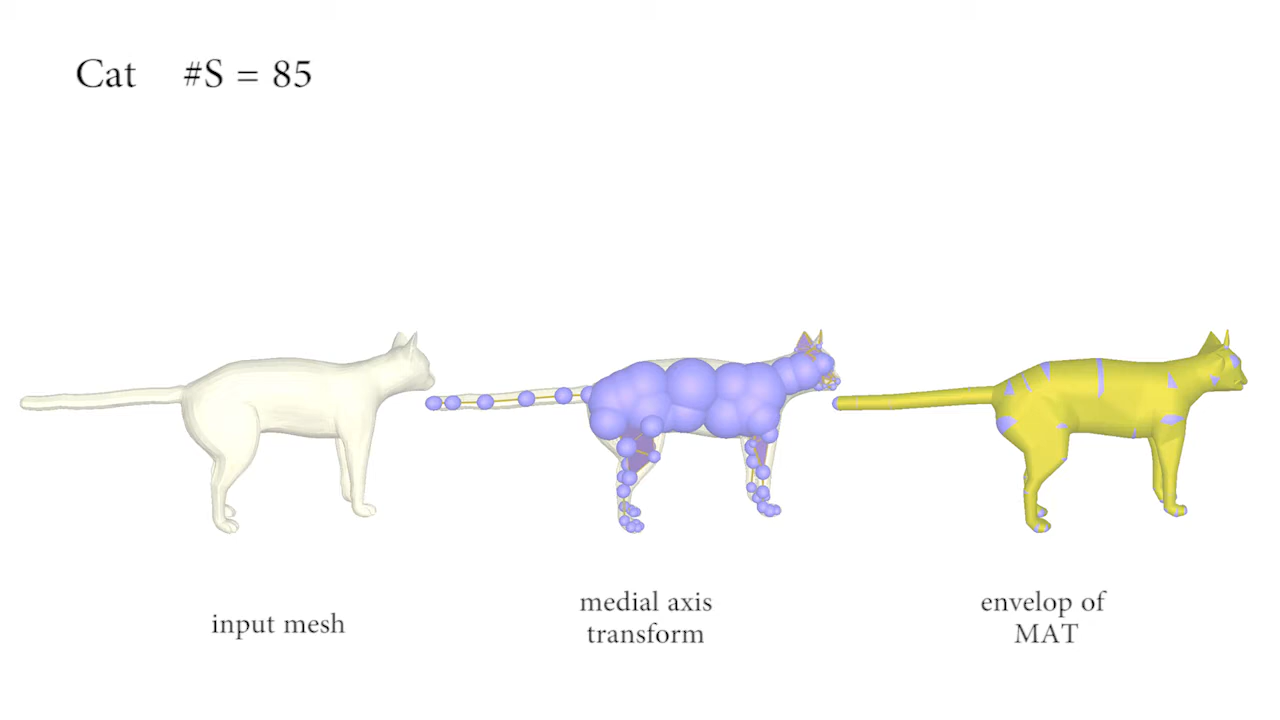 Cat #S = 85
input mesh
medial axis
transform
envelop of
MAT